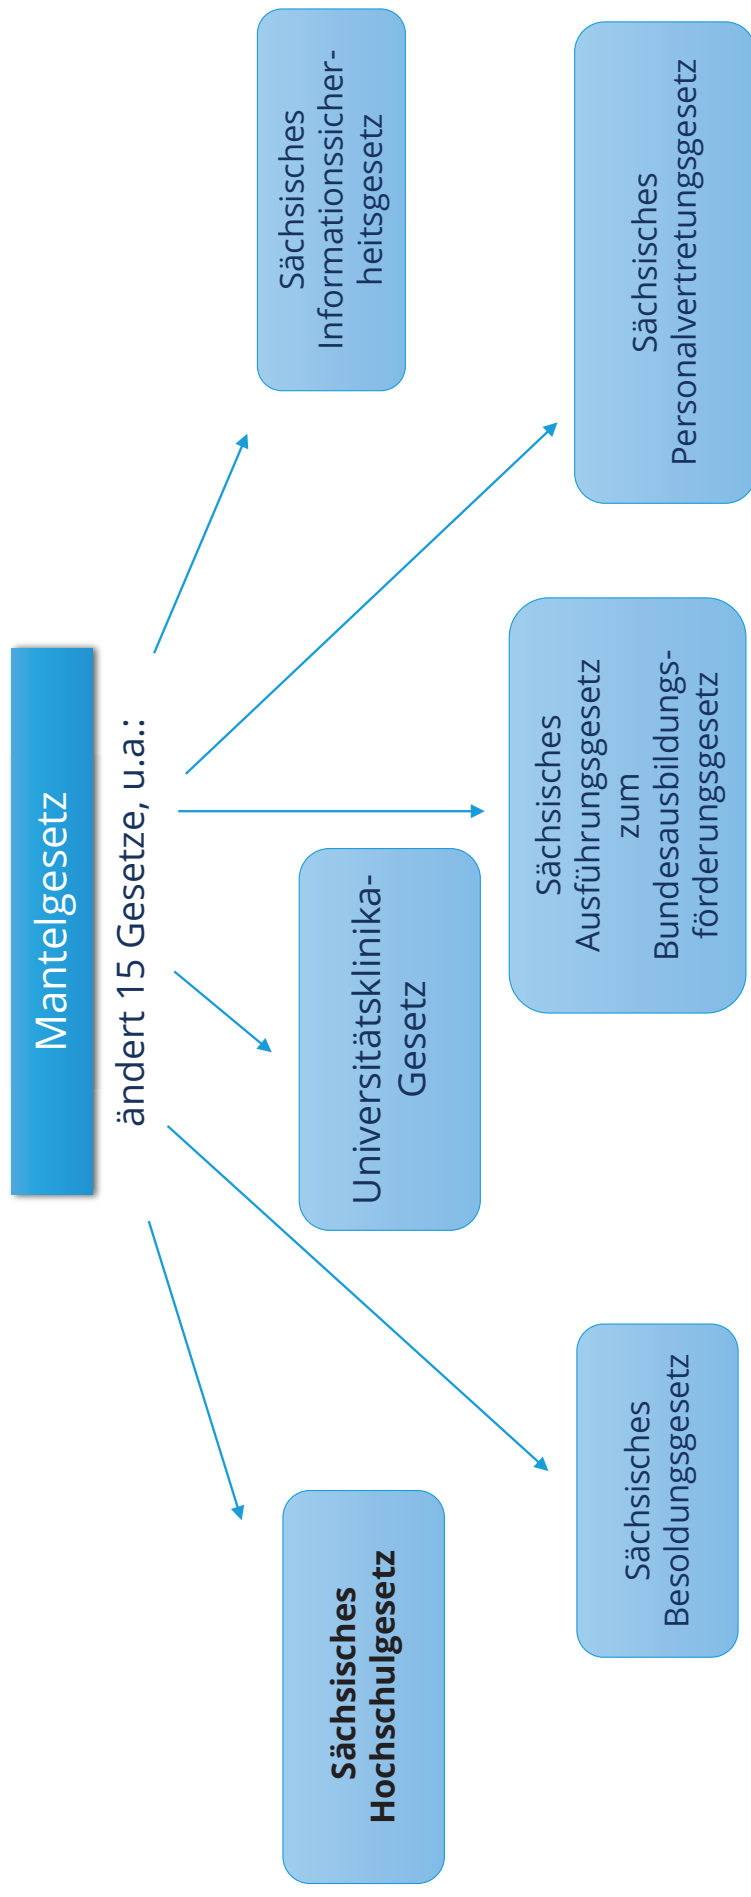 Mantelgesetz
ändert 15 Gesetze, u.a.:
Sächsisches
Hochschulgesetz
Sächsisches
Besoldungsgesetz
Universitätsklinika-
Gesetz
Sächsisches
Ausführungsgesetz
zum
Bundesausbildungs-
förderungsgesetz
Sächsisches
Personalvertretungsgesetz
Sächsisches
Informationssicher-
heitsgesetz